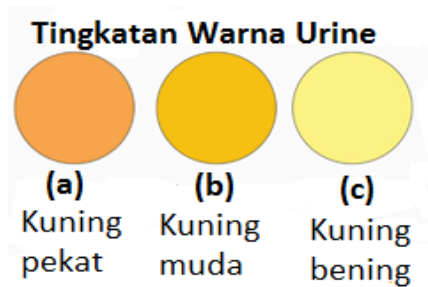 Tingkatan Warna Urine
(a)
Kuning
pekat
(b)
Kuning
muda
(c)
Kuning
bening